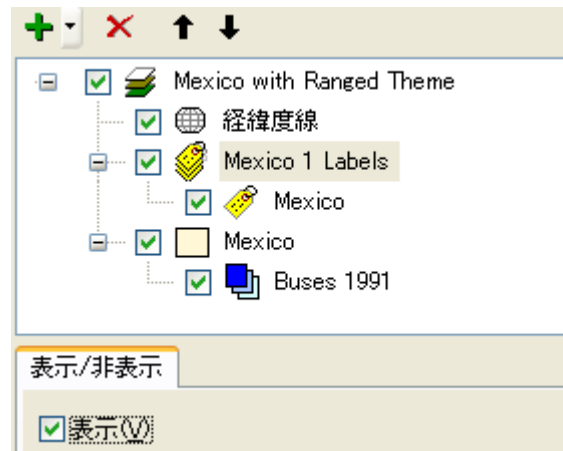 Mexico with Ranged Theme
経緯度線
Mexico 1 Labels
Mexico
Mexico
Buses 1991
表示/非表示
表示(V)